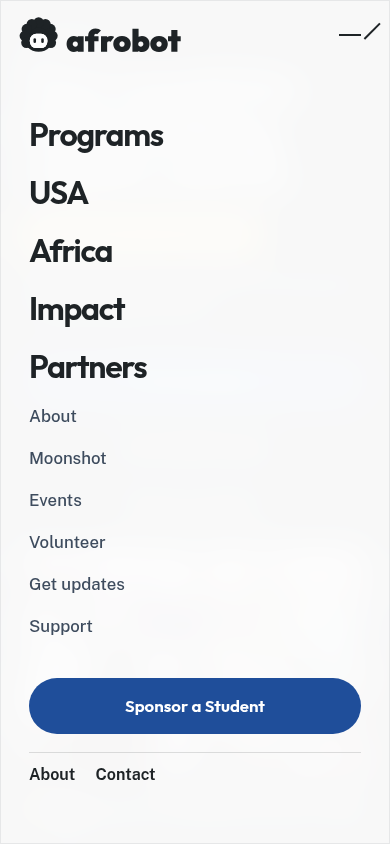 afrobot
Programs
USA
Africa
Impact
Partners
About
Moonshot
Events
Volunteer
Get updates
Support
Sponsor a Student
About Contact